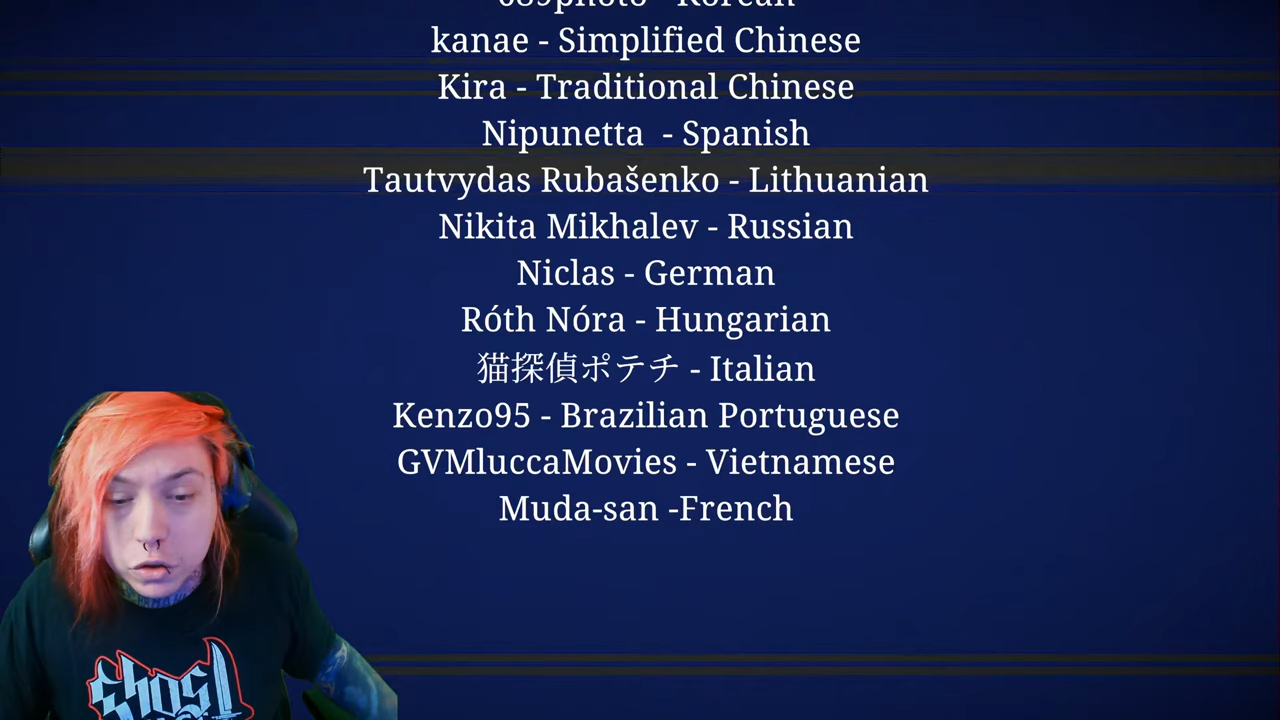 kanae - Simplified Chinese
Kira - Traditional Chinese
Nipunetta - Spanish
Tautvydas Rubašenko - Lithuanian
Nikita Mikhalev - Russian
Niclas - German
Róth Nóra - Hungarian
猫探偵ポテチ - Italian
Kenzo95 - Brazilian Portuguese
GVMluccaMovies - Vietnamese
Muda-san -French
Ghost